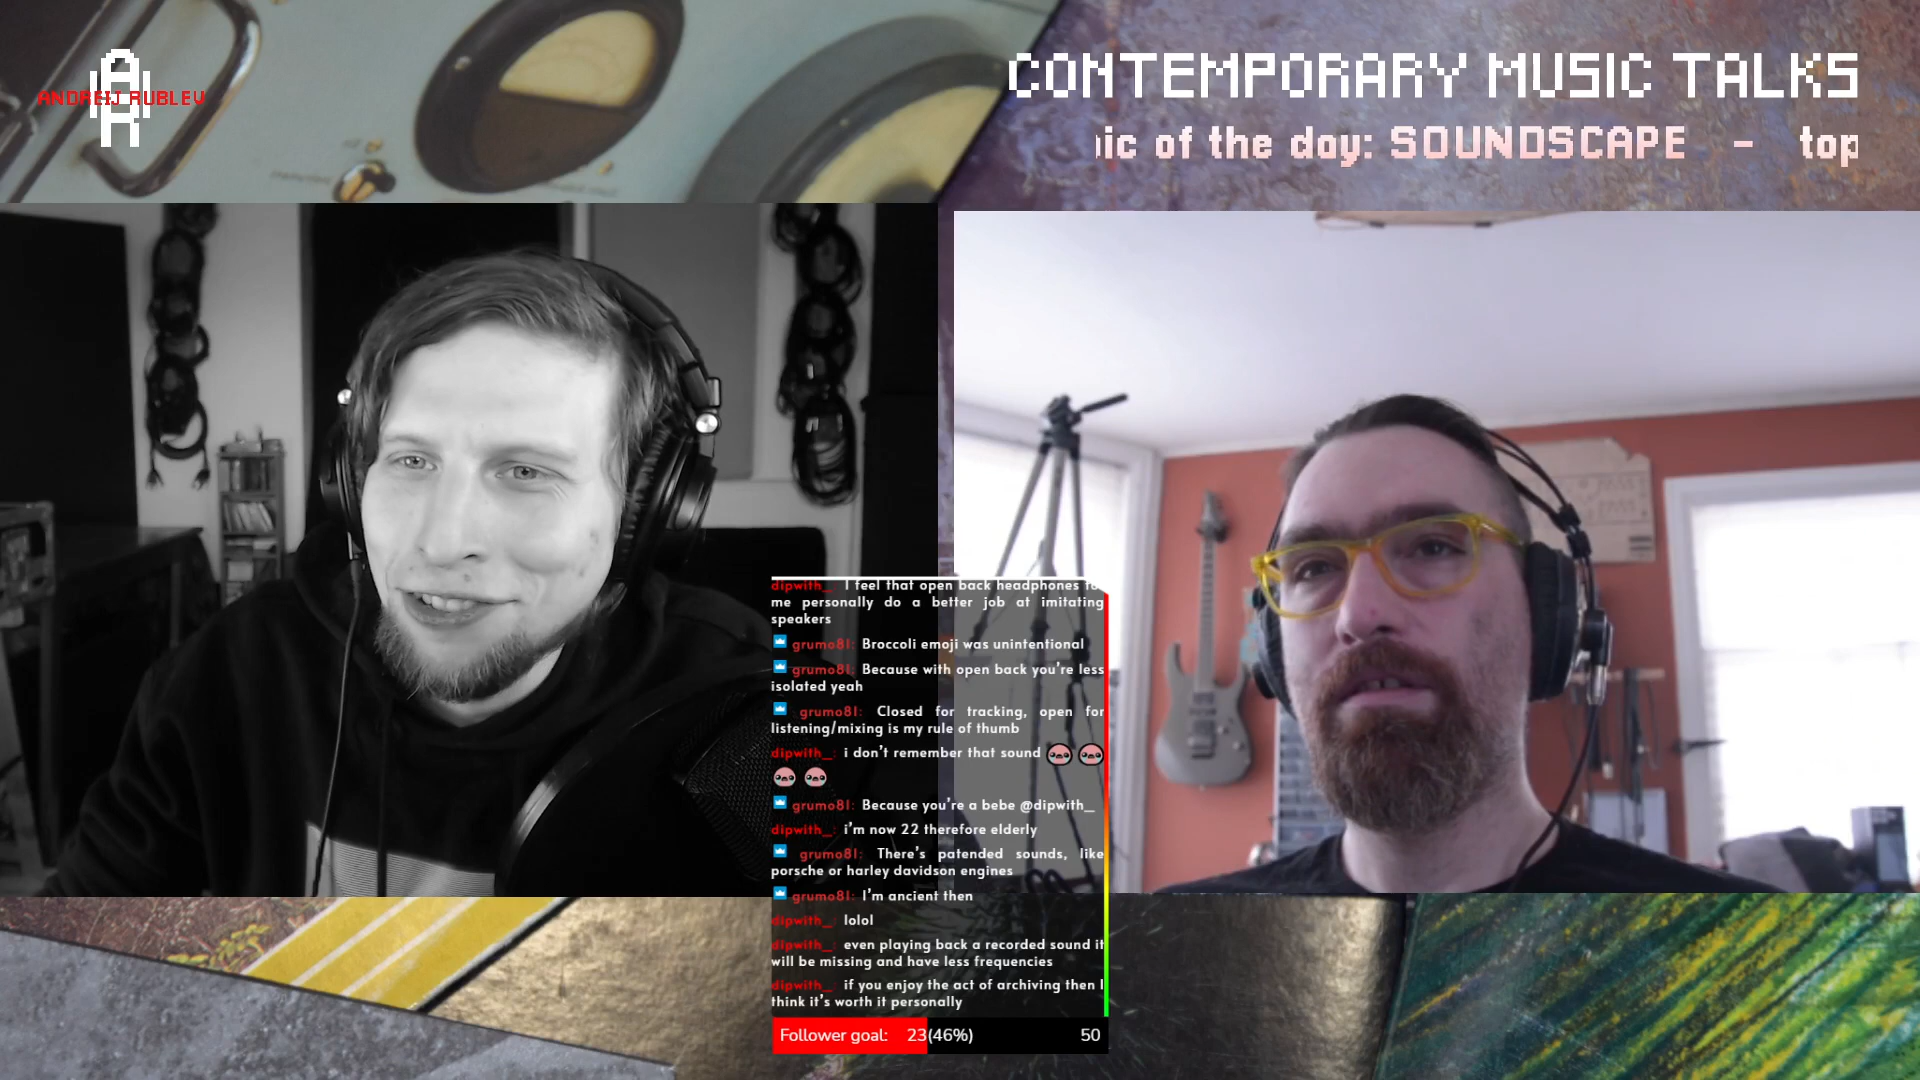 ANDREIJ RUBLEV
CONTEMPORARY MUSIC TALKS
ic of the day: SOUNDSCAPE - top
dipwith_: I feel that open back headphones
me personally do a better job at imitating
speakers
grumo81: Broccoli emoji was unintentional
grumo81: Because with open back you're less
isolated yeah
grumo81: Closed for tracking, open for
listening/mixing is my rule of thumb
dipwith_: i don't remember that sound
grumo81: Because you're a bebe @dipwith_
dipwith_: i'm now 22 therefore elderly
grumo81: There's patended sounds, like
porsche or harley davidson engines
grumo81: I'm ancient then
dipwith_: lolol
dipwith_: even playing back a recorded sound it
will be missing and have less frequencies
dipwith_: if you enjoy the act of archiving then I
think it's worth it personally
Follower goal: 23(46%) 50